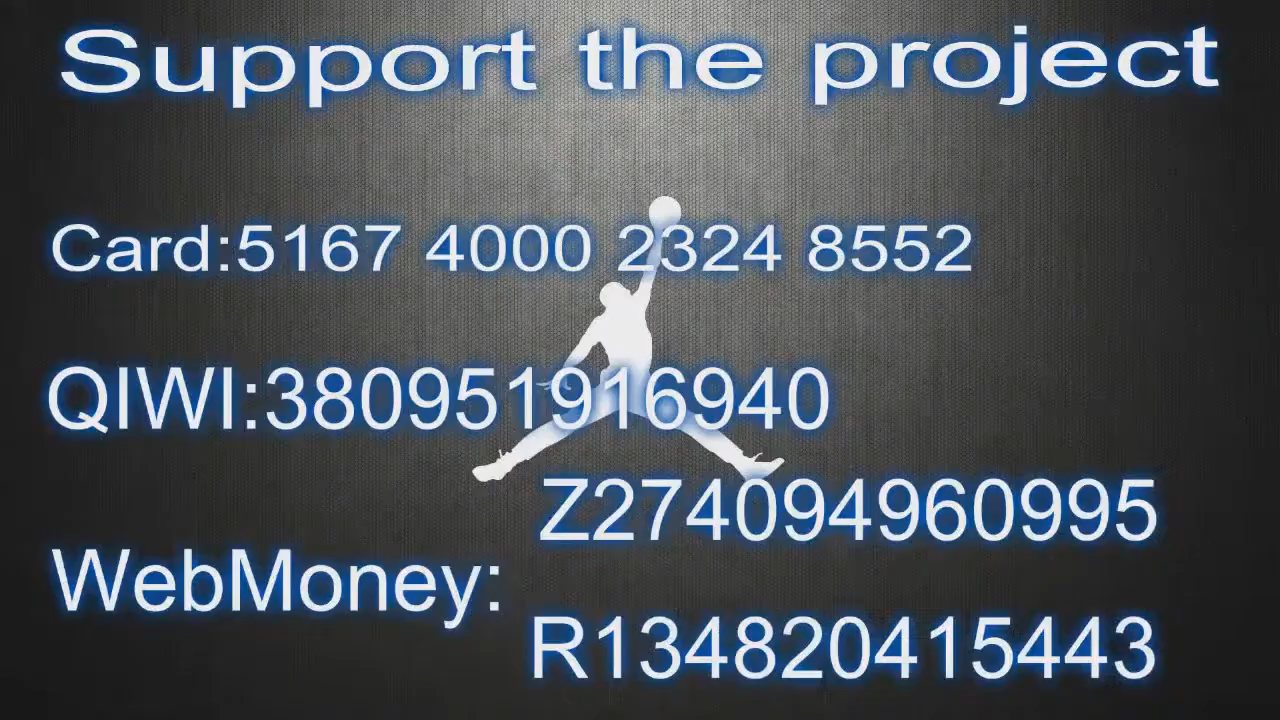 Support the project
Card:5167 4000 2324 8552
QIWI:380951916940
Z274094960995
WebMoney:
R134820415443